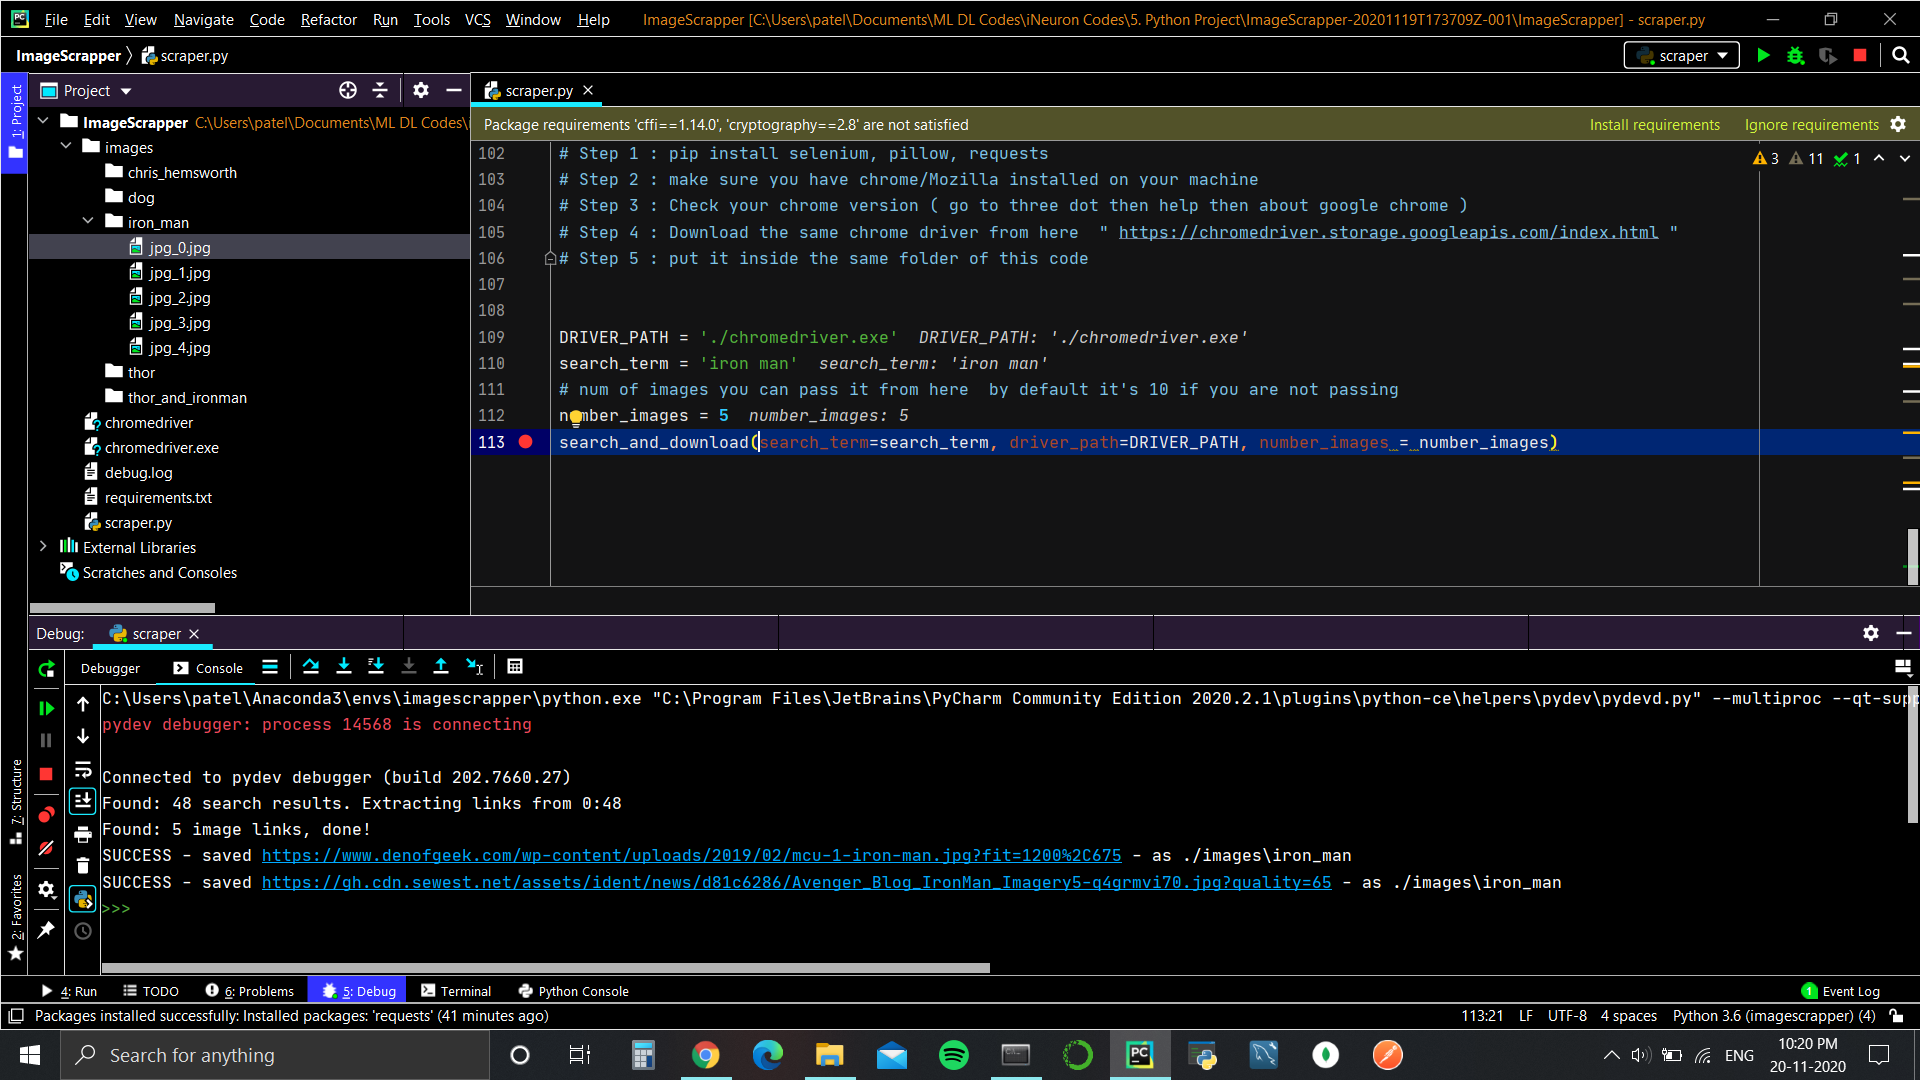 File Edit View Navigate Code Refactor Run Tools VCS Window Help ImageScrapper [C:\Users\patel\Documents\ML DL Codes\iNeuron Codes\5. Python Project\ImageScrapper-20201119T173709Z-001\ImageScrapper] - scraper.py
ImageScrapper scraper.py scraper
1: Project
Project
scraper.py
ImageScrapper C:\Users\patel\Documents\ML DL Codes\i
images
chris_hemsworth
dog
iron_man
jpg_0.jpg
jpg_1.jpg
jpg_2.jpg
jpg_3.jpg
jpg_4.jpg
thor
thor_and_ironman
chromedriver
chromedriver.exe
debug.log
requirements.txt
scraper.py
External Libraries
Scratches and Consoles
Package requirements 'cffi==1.14.0', 'cryptography==2.8' are not satisfied Install requirements Ignore requirements
3 11 1
102 # Step 1 : pip install selenium, pillow, requests
103 # Step 2 : make sure you have chrome/Mozilla installed on your machine
104 # Step 3 : Check your chrome version ( go to three dot then help then about google chrome )
105 # Step 4 : Download the same chrome driver from here " https://chromedriver.storage.googleapis.com/index.html "
106 # Step 5 : put it inside the same folder of this code
107
108
109 DRIVER_PATH = './chromedriver.exe' DRIVER_PATH: './chromedriver.exe'
110 search_term = 'iron man' search_term: 'iron man'
111 # num of images you can pass it from here by default it's 10 if you are not passing
112 number_images = 5 number_images: 5
113 search_and_download(search_term=search_term, driver_path=DRIVER_PATH, number_images = number_images)
Debug: scraper
Debugger Console
C:\Users\patel\Anaconda3\envs\imagescrapper\python.exe "C:\Program Files\JetBrains\PyCharm Community Edition 2020.2.1\plugins\python-ce\helpers\pydev\pydevd.py" --multiproc --qt-supp
pydev debugger: process 14568 is connecting
Connected to pydev debugger (build 202.7660.27)
Found: 48 search results. Extracting links from 0:48
Found: 5 image links, done!
SUCCESS - saved https://www.denofgeek.com/wp-content/uploads/2019/02/mcu-1-iron-man.jpg?fit=1200%2C675 - as ./images\iron_man
SUCCESS - saved https://gh.cdn.sewest.net/assets/ident/news/d81c6286/Avenger_Blog_IronMan_Imagery5-q4grmvi70.jpg?quality=65 - as ./images\iron_man
>>>
7: Structure
2: Favorites
4: Run TODO 6: Problems 5: Debug Terminal Python Console 1 Event Log
Packages installed successfully: Installed packages: 'requests' (41 minutes ago) 113:21 LF UTF-8 4 spaces Python 3.6 (imagescrapper) (4)
Search for anything
ENG
10:20 PM
20-11-2020